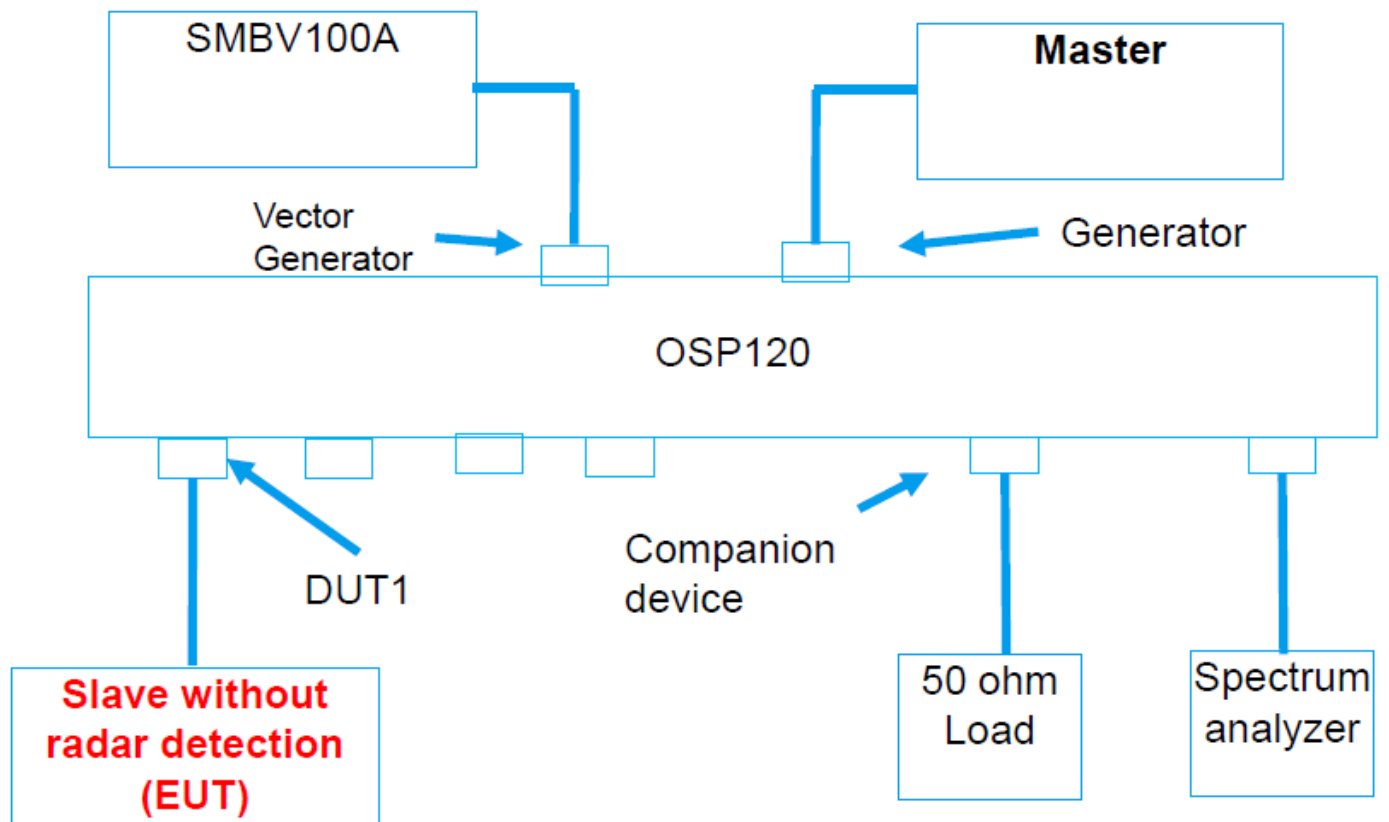 SMBV100A
Master
Vector
Generator
Generator
OSP120
DUT1
Companion
device
Slave without
radar detection
(EUT)
50 ohm
Load
Spectrum
analyzer